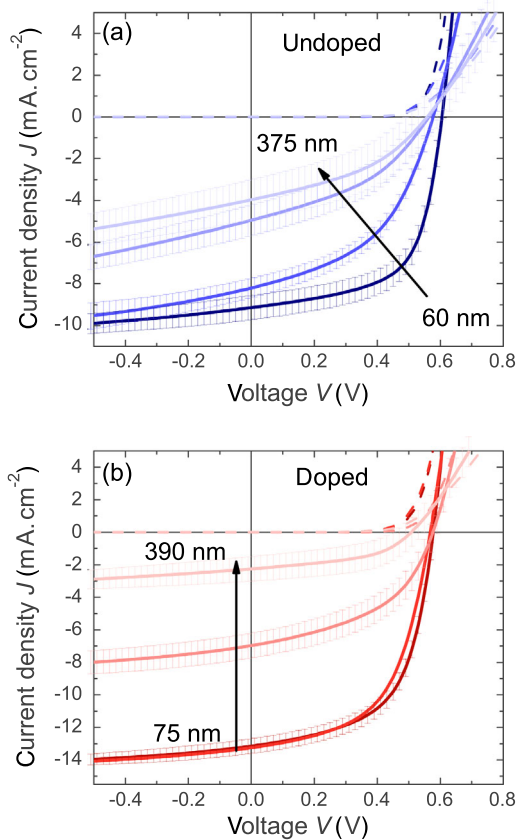 (a)
Undoped
4
2
0
-2
-4
-6
-8
-10
375 nm
60 nm
-0.4 -0.2 0.0 0.2 0.4 0.6 0.8
Current density J (mA.cm⁻²)
Voltage V (V)
(b)
Doped
4
2
0
-2
-4
-6
-8
-10
-12
-14
390 nm
75 nm
-0.4 -0.2 0.0 0.2 0.4 0.6 0.8
Current density J (mA.cm⁻²)
Voltage V (V)